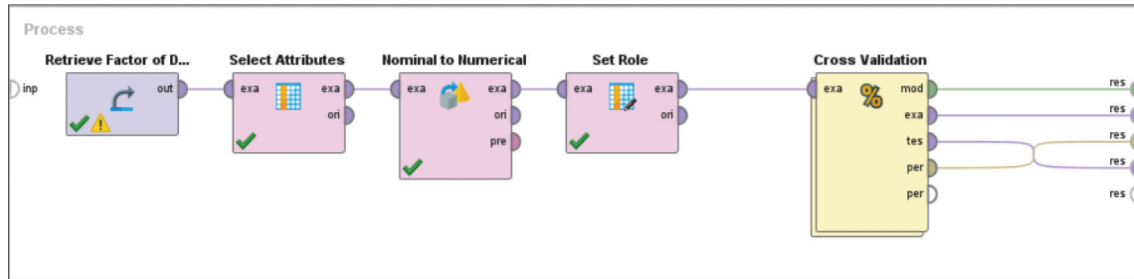 Process
Retrieve Factor of D... Select Attributes Nominal to Numerical Set Role Cross Validation
inp out exa exa exa exa exa exa exa mod res
ori ori ori exa res
pre tes res
per res
per res
%